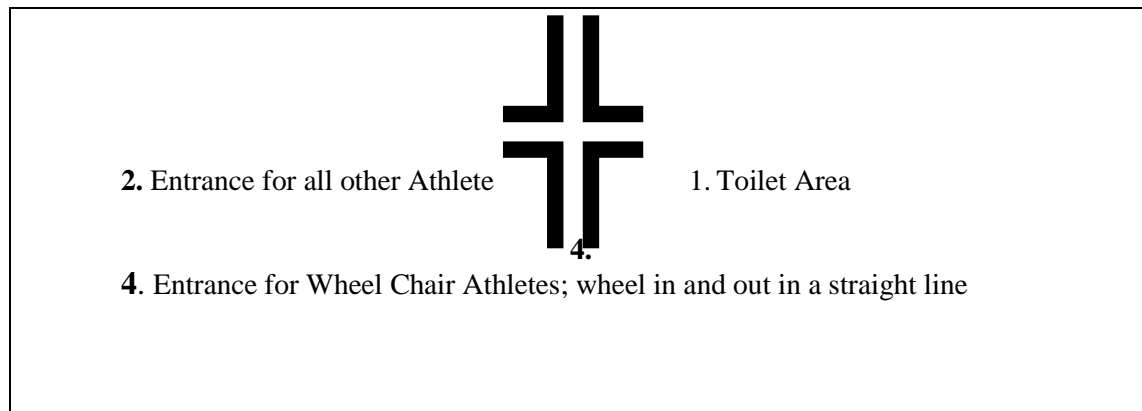 2. Entrance for all other Athlete 1. Toilet Area
4.
4. Entrance for Wheel Chair Athletes; wheel in and out in a straight line